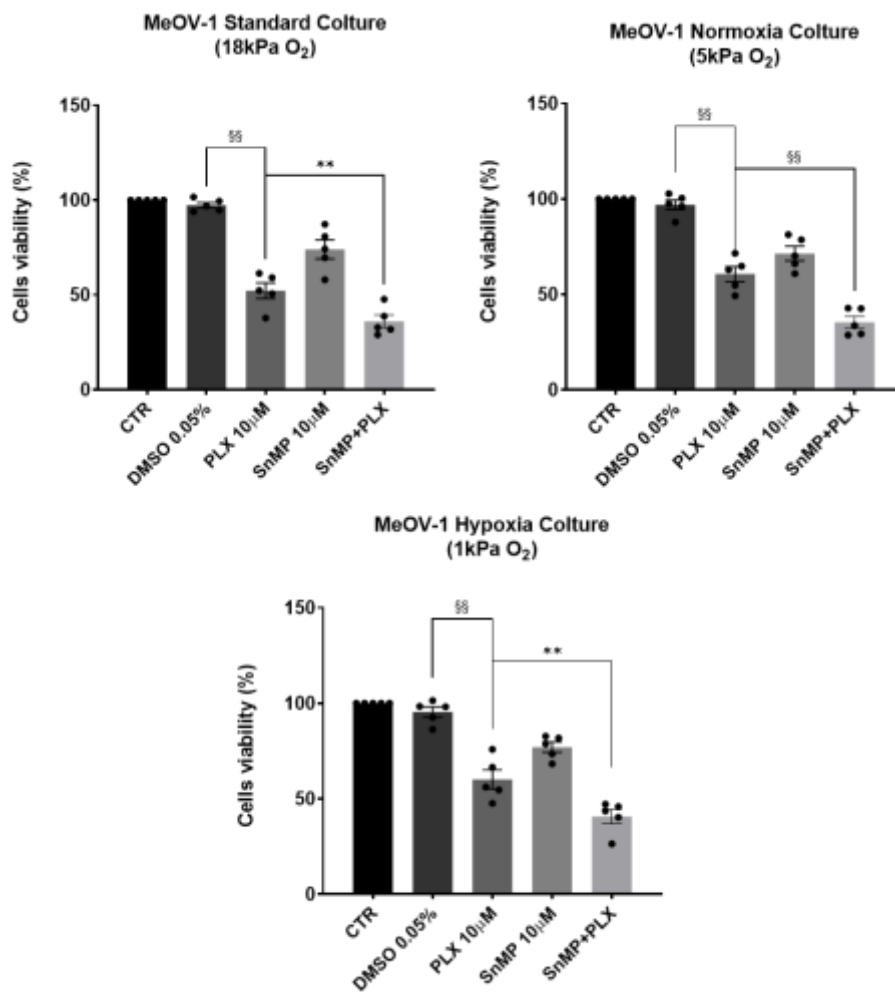 MeOV-1 Standard Colture
(18kPa O₂)
Cells viability (%)
150
100
50
0
§§
**
CTR
DMSO 0.05%
PLX 10μM
SnMP 10μM
SnMP+PLX
MeOV-1 Normoxia Colture
(5kPa O₂)
Cells viability (%)
150
100
50
0
§§
§§
CTR
DMSO 0.05%
PLX 10μM
SnMP 10μM
SnMP+PLX
MeOV-1 Hypoxia Colture
(1kPa O₂)
Cells viability (%)
150
100
50
0
§§
**
CTR
DMSO 0.05%
PLX 10μM
SnMP 10μM
SnMP+PLX